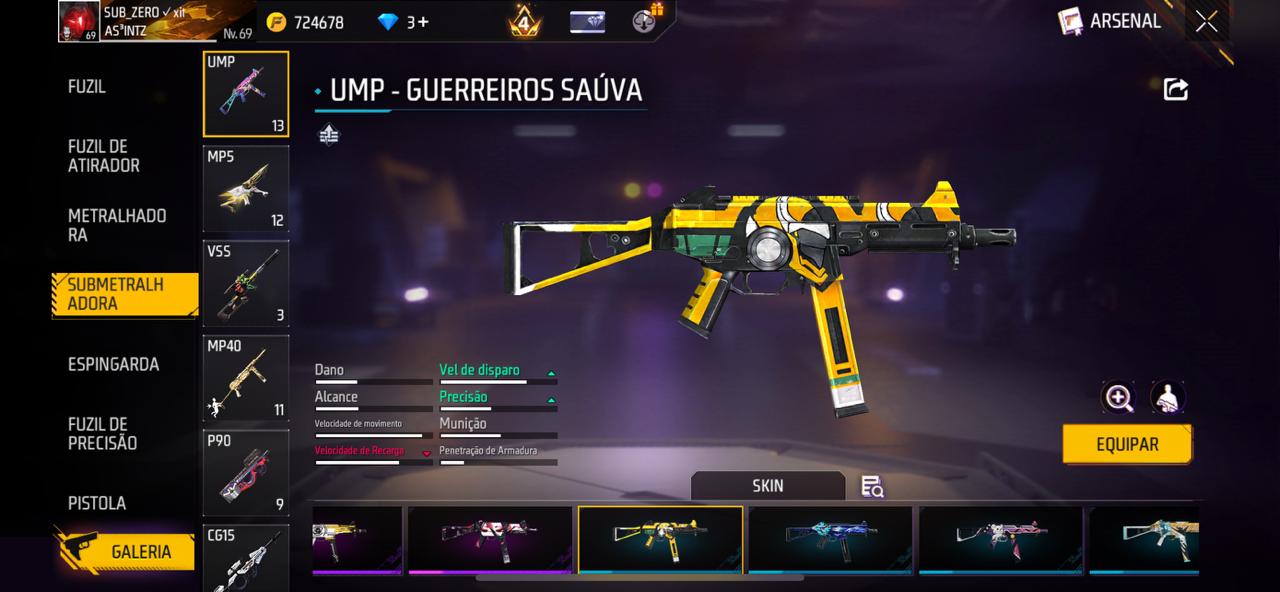 SUB_ZERO ✓ xit
AS³INTZ
69
Nv.69
724678
3+
4
ARSENAL
FUZIL
FUZIL DE
ATIRADOR
METRALHADO
RA
SUBMETRALH
ADORA
ESPINGARDA
FUZIL DE
PRECISÃO
PISTOLA
GALERIA
UMP
13
MP5
12
VSS
3
MP40
11
P90
9
CG15
UMP - GUERREIROS SAÚVA
Dano
Vel de disparo
Alcance
Precisão
Velocidade de movimento
Munição
Velocidade de Recarga
Penetração de Armadura
EQUIPAR
SKIN